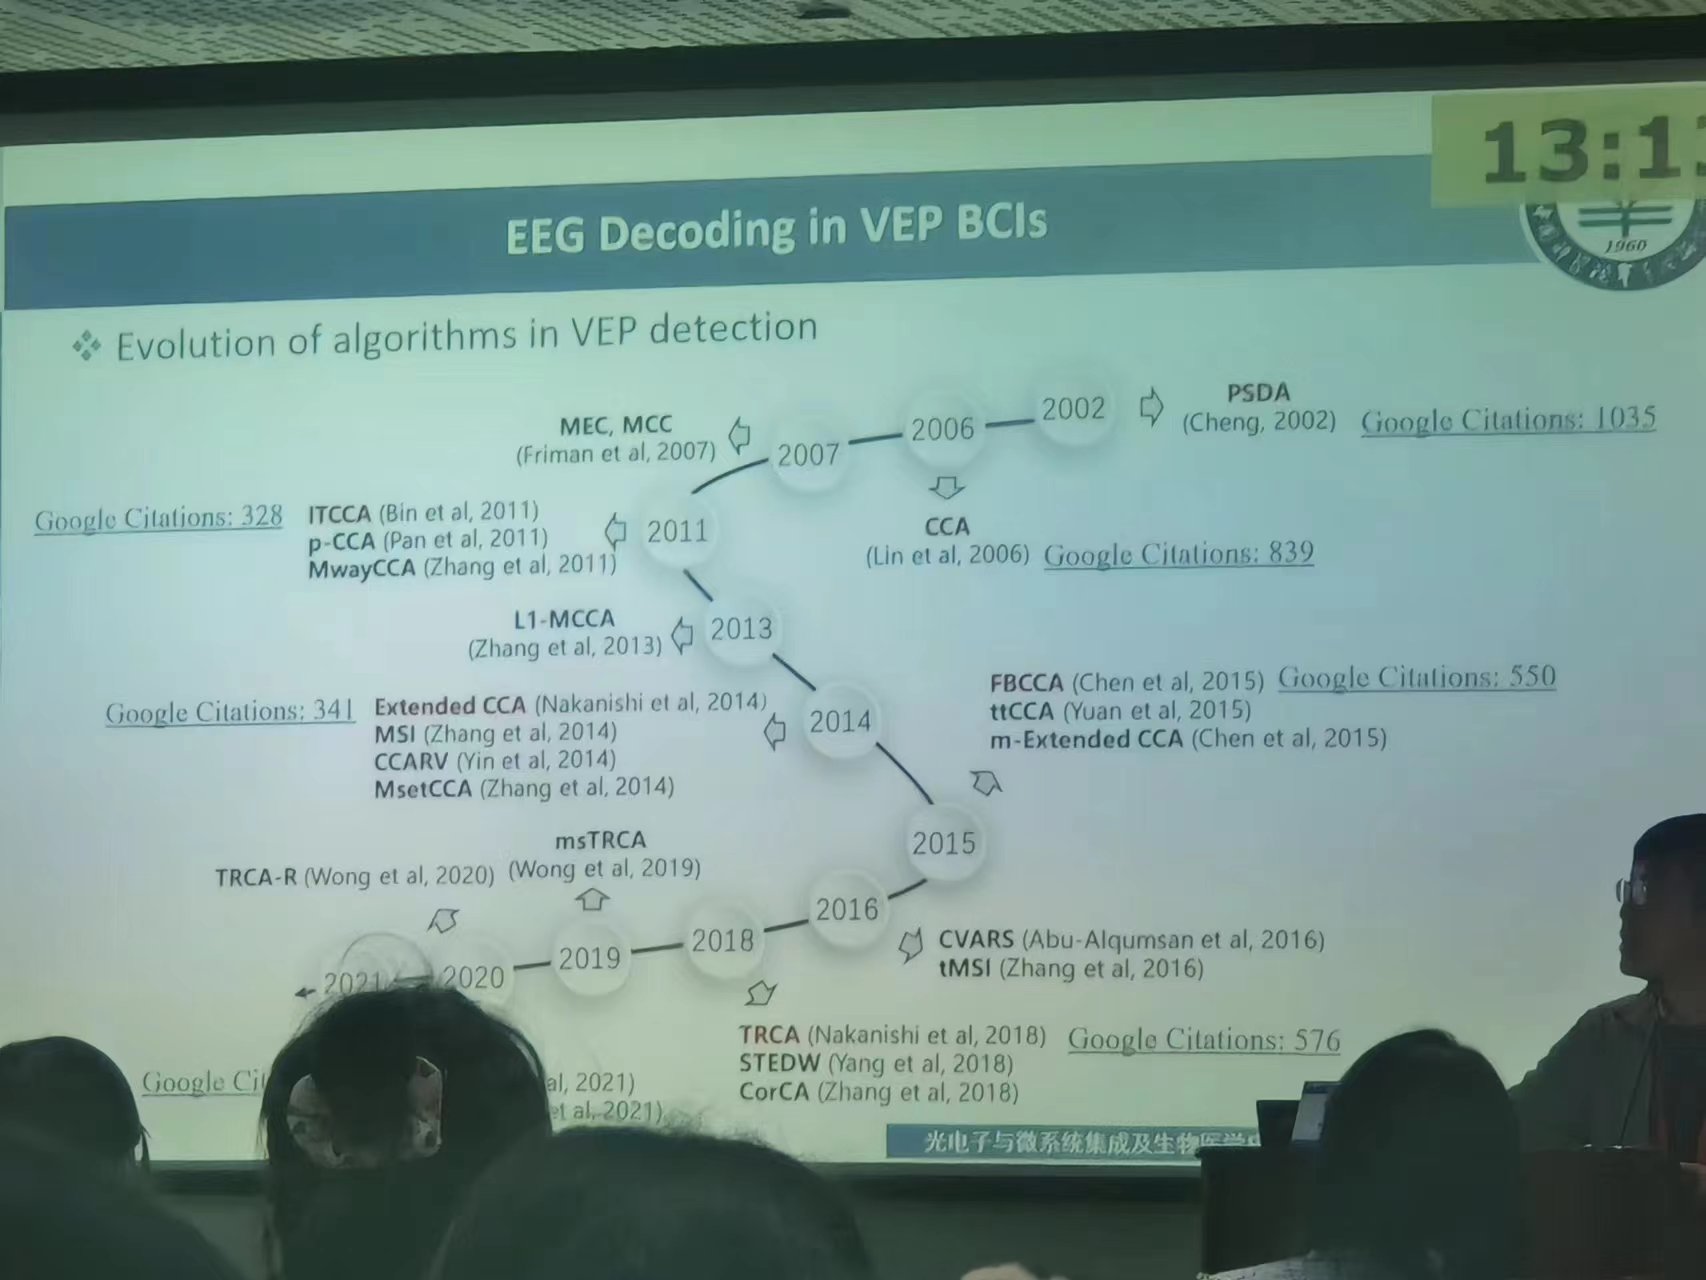 13:1
EEG Decoding in VEP BCIs
1960
Evolution of algorithms in VEP detection
2002
PSDA
(Cheng, 2002)
Google Citations: 1035
2006
CCA
(Lin et al, 2006)
Google Citations: 839
2007
MEC, MCC
(Friman et al, 2007)
2011
Google Citations: 328
ITCCA (Bin et al, 2011)
p-CCA (Pan et al, 2011)
MwayCCA (Zhang et al, 2011)
2013
L1-MCCA
(Zhang et al, 2013)
2014
Google Citations: 341
Extended CCA (Nakanishi et al, 2014)
MSI (Zhang et al, 2014)
CCARV (Yin et al, 2014)
MsetCCA (Zhang et al, 2014)
2015
FBCCA (Chen et al, 2015) Google Citations: 550
ttCCA (Yuan et al, 2015)
m-Extended CCA (Chen et al, 2015)
2016
CVARS (Abu-Alqumsan et al, 2016)
tMSI (Zhang et al, 2016)
2018
TRCA (Nakanishi et al, 2018) Google Citations: 576
STEDW (Yang et al, 2018)
CorCA (Zhang et al, 2018)
2019
msTRCA
(Wong et al, 2019)
2020
TRCA-R (Wong et al, 2020)
2021
Google
al, 2021)
et al, 2021)
光电子与微系统集成及生物医学